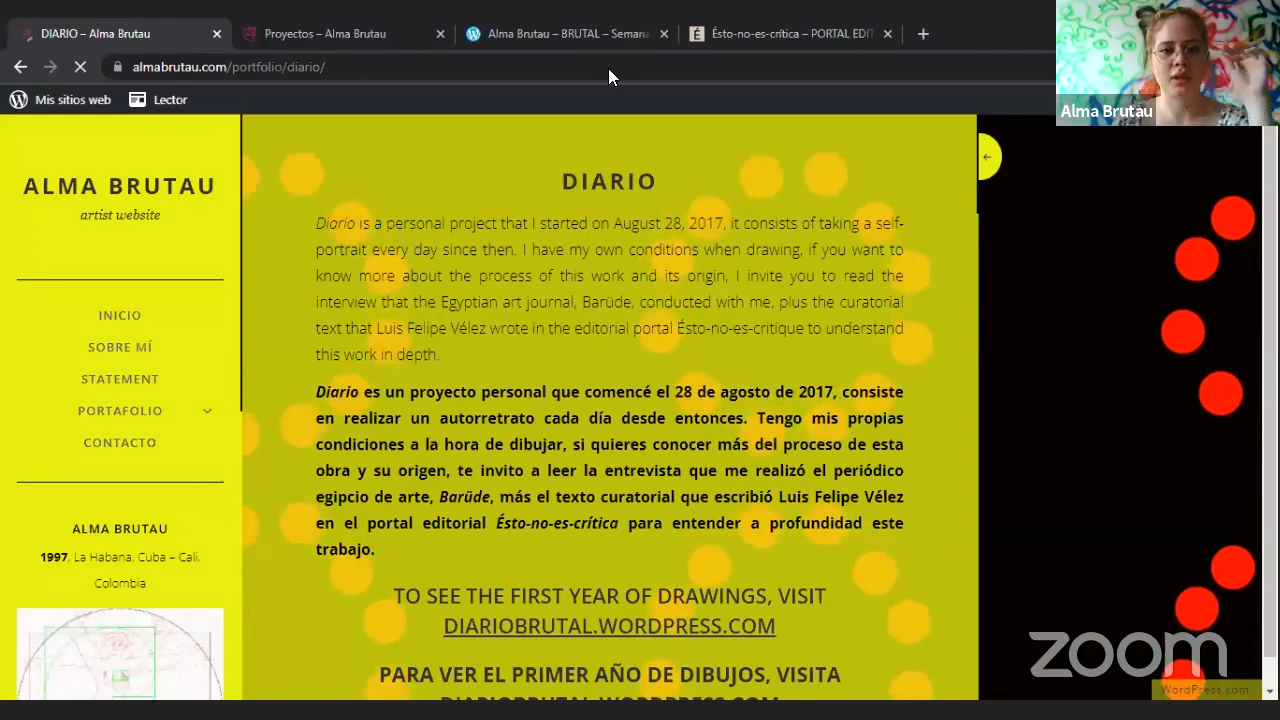 DIARIO – Alma Brutau
Proyectos – Alma Brutau
Alma Brutau – BRUTAL – Semana
Ésto-no-es-crítica – PORTAL EDIT
almabrutau.com/portfolio/diario/
Mis sitios web
Lector
Alma Brutau
ALMA BRUTAU
artist website
INICIO
SOBRE MÍ
STATEMENT
PORTAFOLIO
CONTACTO
ALMA BRUTAU
1997, La Habana, Cuba – Cali,
Colombia
DIARIO
Diario is a personal project that I started on August 28, 2017, it consists of taking a self-
portrait every day since then. I have my own conditions when drawing, if you want to
know more about the process of this work and its origin, I invite you to read the
interview that the Egyptian art journal, Barüde, conducted with me, plus the curatorial
text that Luis Felipe Vélez wrote in the editorial portal Ésto-no-es-critique to understand
this work in depth.
Diario es un proyecto personal que comencé el 28 de agosto de 2017, consiste
en realizar un autorretrato cada día desde entonces. Tengo mis propias
condiciones a la hora de dibujar, si quieres conocer más del proceso de esta
obra y su origen, te invito a leer la entrevista que me realizó el periódico
egipcio de arte, Barüde, más el texto curatorial que escribió Luis Felipe Vélez
en el portal editorial Ésto-no-es-crítica para entender a profundidad este
trabajo.
TO SEE THE FIRST YEAR OF DRAWINGS, VISIT
DIARIOBRUTAL.WORDPRESS.COM
PARA VER EL PRIMER AÑO DE DIBUJOS, VISITA
DIARIOBRUTAL.WORDPRESS.COM
zoom
WordPress.com